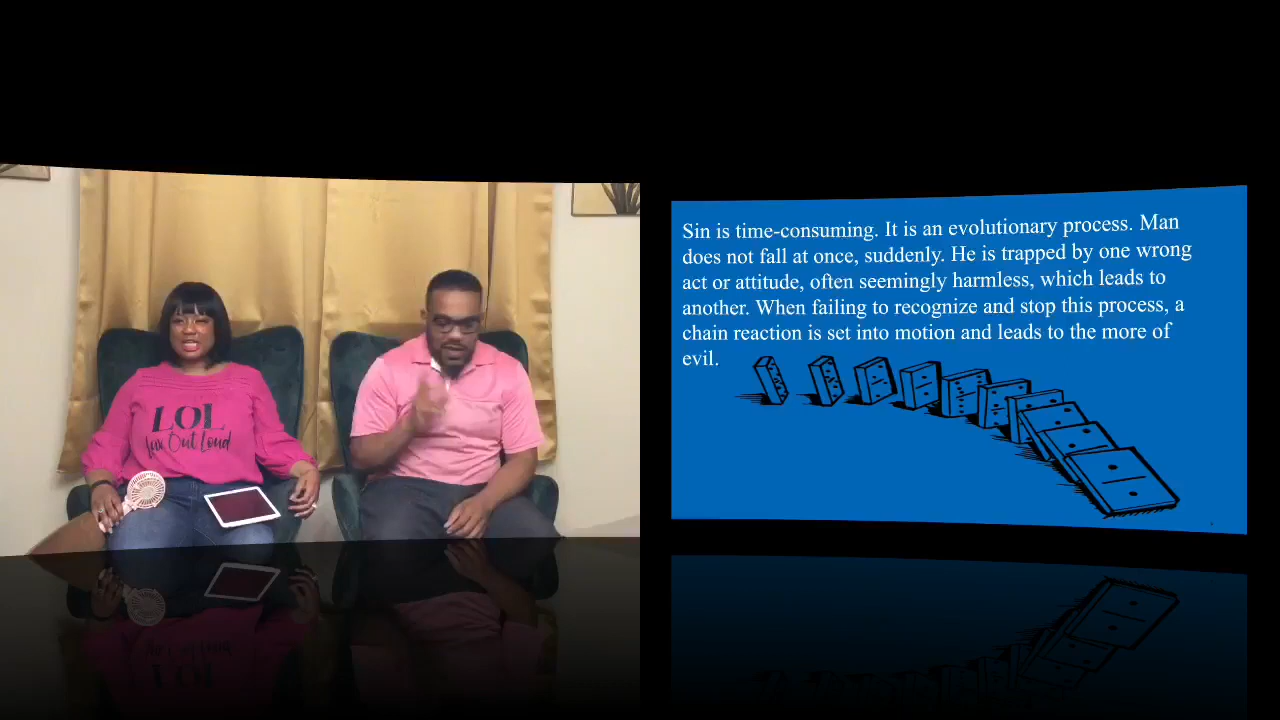 LOL
Luv Out Loud
Sin is time-consuming. It is an evolutionary process. Man
does not fall at once, suddenly. He is trapped by one wrong
act or attitude, often seemingly harmless, which leads to
another. When failing to recognize and stop this process, a
chain reaction is set into motion and leads to the more of
evil.